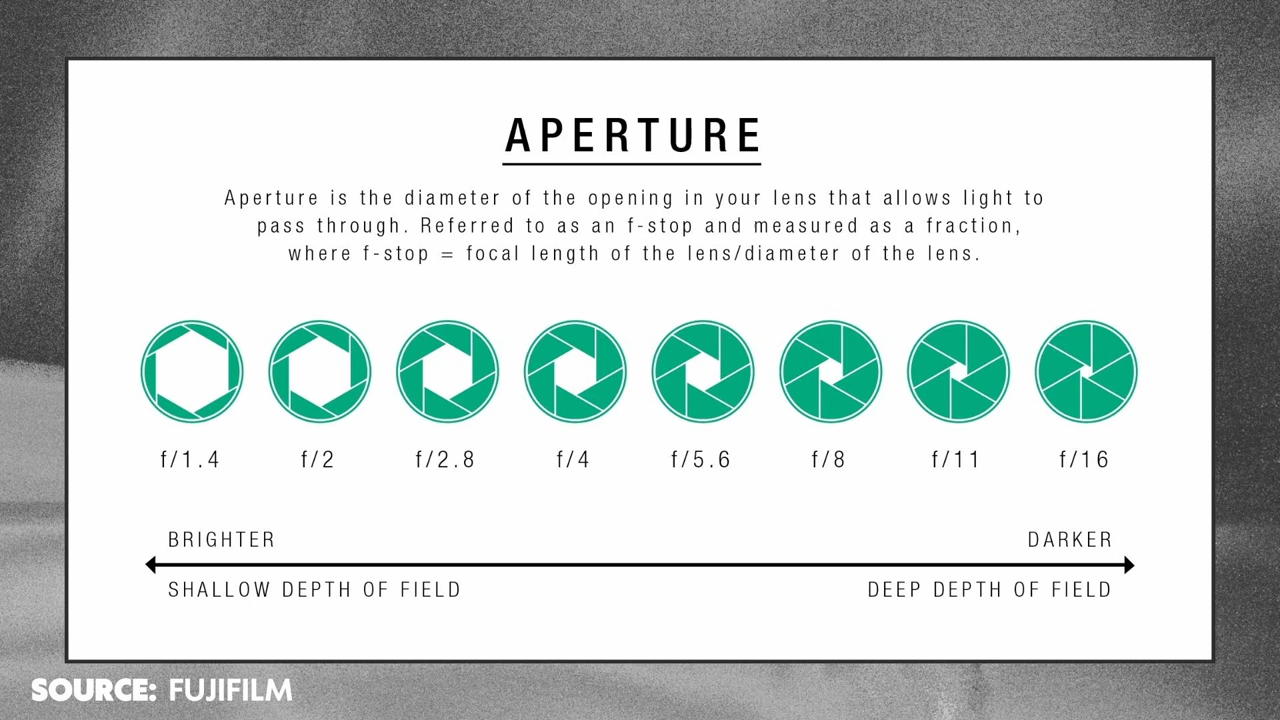 APERTURE
Aperture is the diameter of the opening in your lens that allows light to
pass through. Referred to as an f-stop and measured as a fraction,
where f-stop = focal length of the lens/diameter of the lens.
f/1.4 f/2 f/2.8 f/4 f/5.6 f/8 f/11 f/16
BRIGHTER DARKER
SHALLOW DEPTH OF FIELD DEEP DEPTH OF FIELD
SOURCE: FUJIFILM